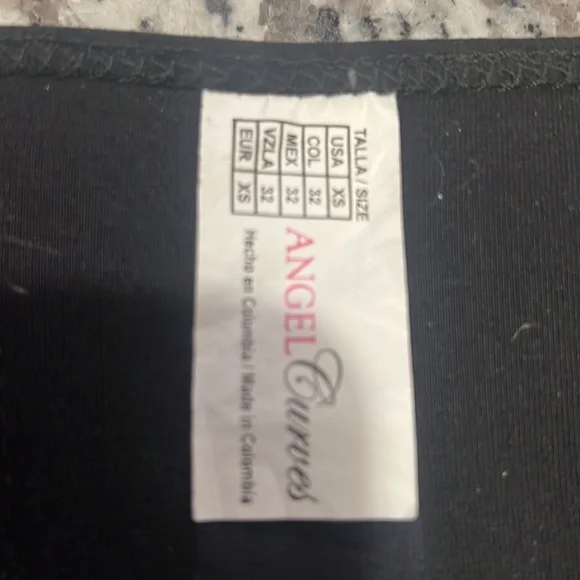 TALLA / SIZE
USA XS
COL 32
MEX 32
VZLA 32
EUR XS
ANGEL
Curves
Hecho en Colombia / Made in Colombia